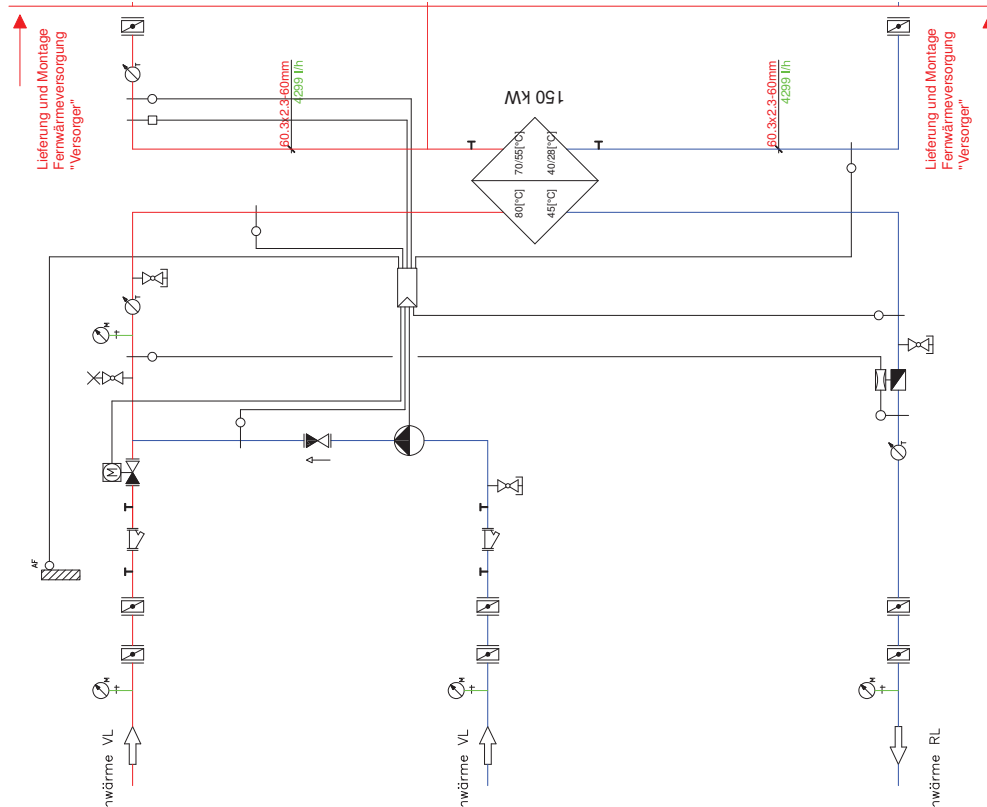 Lieferung und Montage
Fernwärmeversorgung
"Versorger"
Lieferung und Montage
Fernwärmeversorgung
"Versorger"
T
60.3x2.3-60mm
4299 l/h
150 kW
60.3x2.3-60mm
4299 l/h
T
T
70/55[°C]
40/28[°C]
80[°C]
45[°C]
T
M
M
T
AF
T
T
T
T
M
M
M
nwärme VL
nwärme VL
nwärme RL